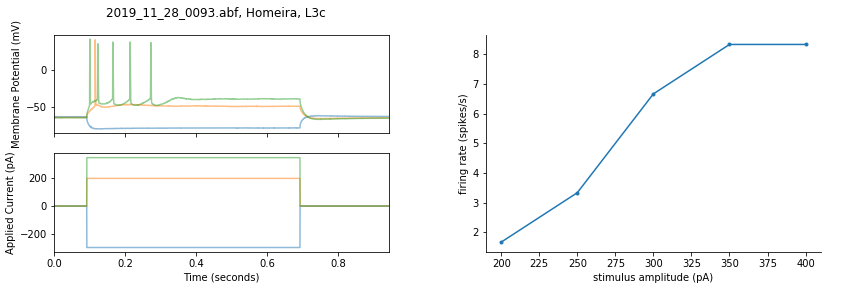 2019_11_28_0093.abf, Homeira, L3c
Membrane Potential (mV)
0
−50
Applied Current (pA)
200
0
−200
0.0 0.2 0.4 0.6 0.8
Time (seconds)
firing rate (spikes/s)
8
7
6
5
4
3
2
200 225 250 275 300 325 350 375 400
stimulus amplitude (pA)